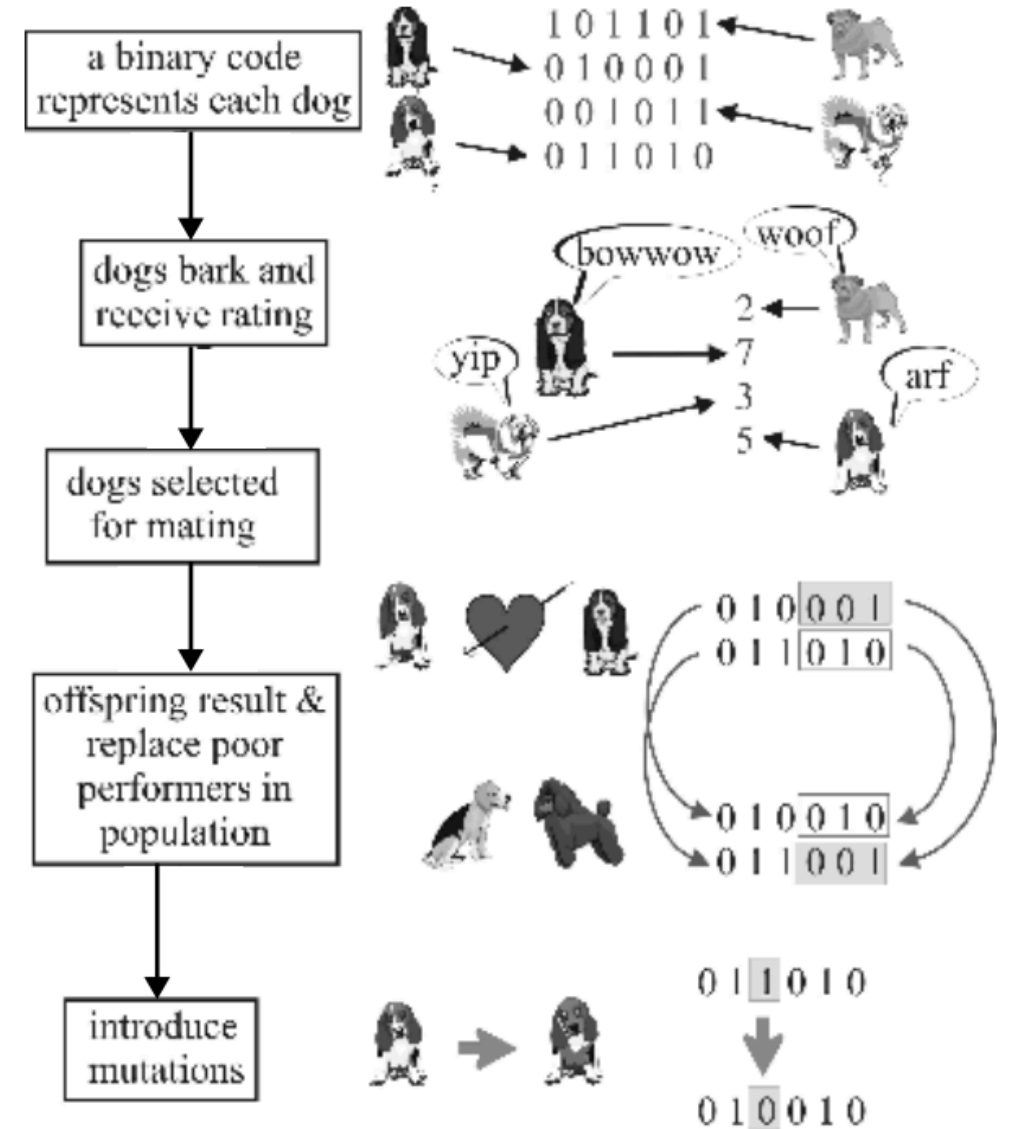 a binary code
represents each dog
1 0 1 1 0 1
0 1 0 0 0 1
0 0 1 0 1 1
0 1 1 0 1 0
dogs bark and
receive rating
bowwow
woof
yip
arf
2
7
3
5
dogs selected
for mating
0 1 0 0 0 1
0 1 1 0 1 0
offspring result &
replace poor
performers in
population
0 1 0 0 1 0
0 1 1 0 0 1
introduce
mutations
0 1 1 0 1 0
0 1 0 0 1 0